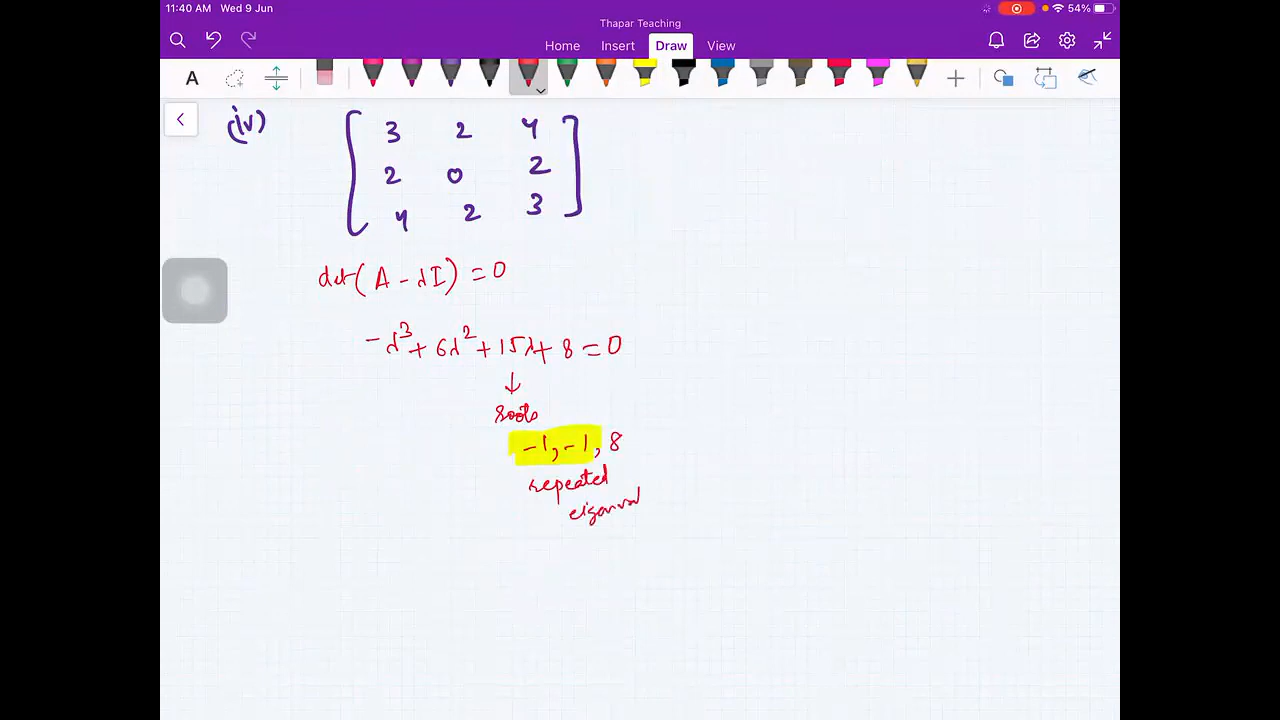 11:40 AM Wed 9 Jun 54%
Thapar Teaching
Home Insert Draw View
A
(iv)
3 2 4
2 0 2
4 2 3
det(A - λI) = 0
-λ³ + 6λ² + 15λ + 8 = 0
↓
roots
-1, -1, 8
repeated
eigenval